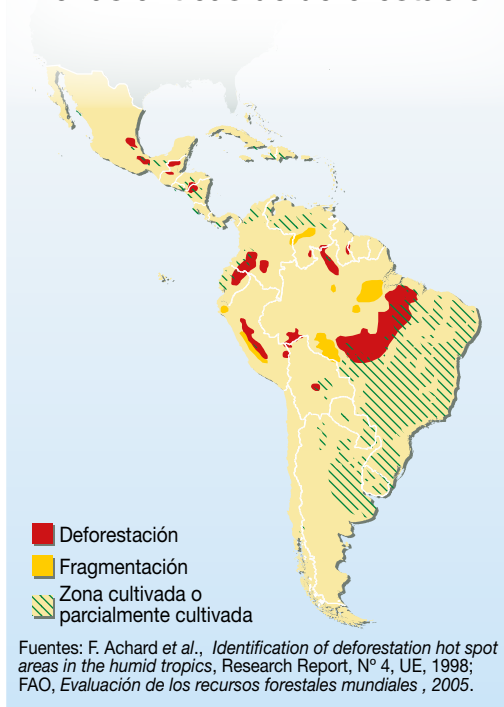 Deforestación
Fragmentación
Zona cultivada o
parcialmente cultivada
Fuentes: F. Achard et al., Identification of deforestation hot spot
areas in the humid tropics, Research Report, Nº 4, UE, 1998;
FAO, Evaluación de los recursos forestales mundiales , 2005.